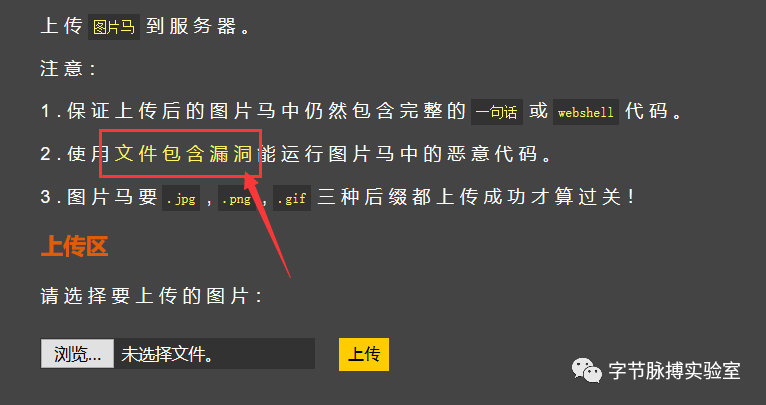 上传 图片马 到服务器。
注意:
1.保证上传后的图片马中仍然包含完整的 一句话 或 webshell 代码。
2.使用文件包含漏洞能运行图片马中的恶意代码。
3.图片马要 .jpg , .png , .gif 三种后缀都上传成功才算过关!
上传区
请选择要上传的图片:
浏览... 未选择文件。 上传
字节脉搏实验室